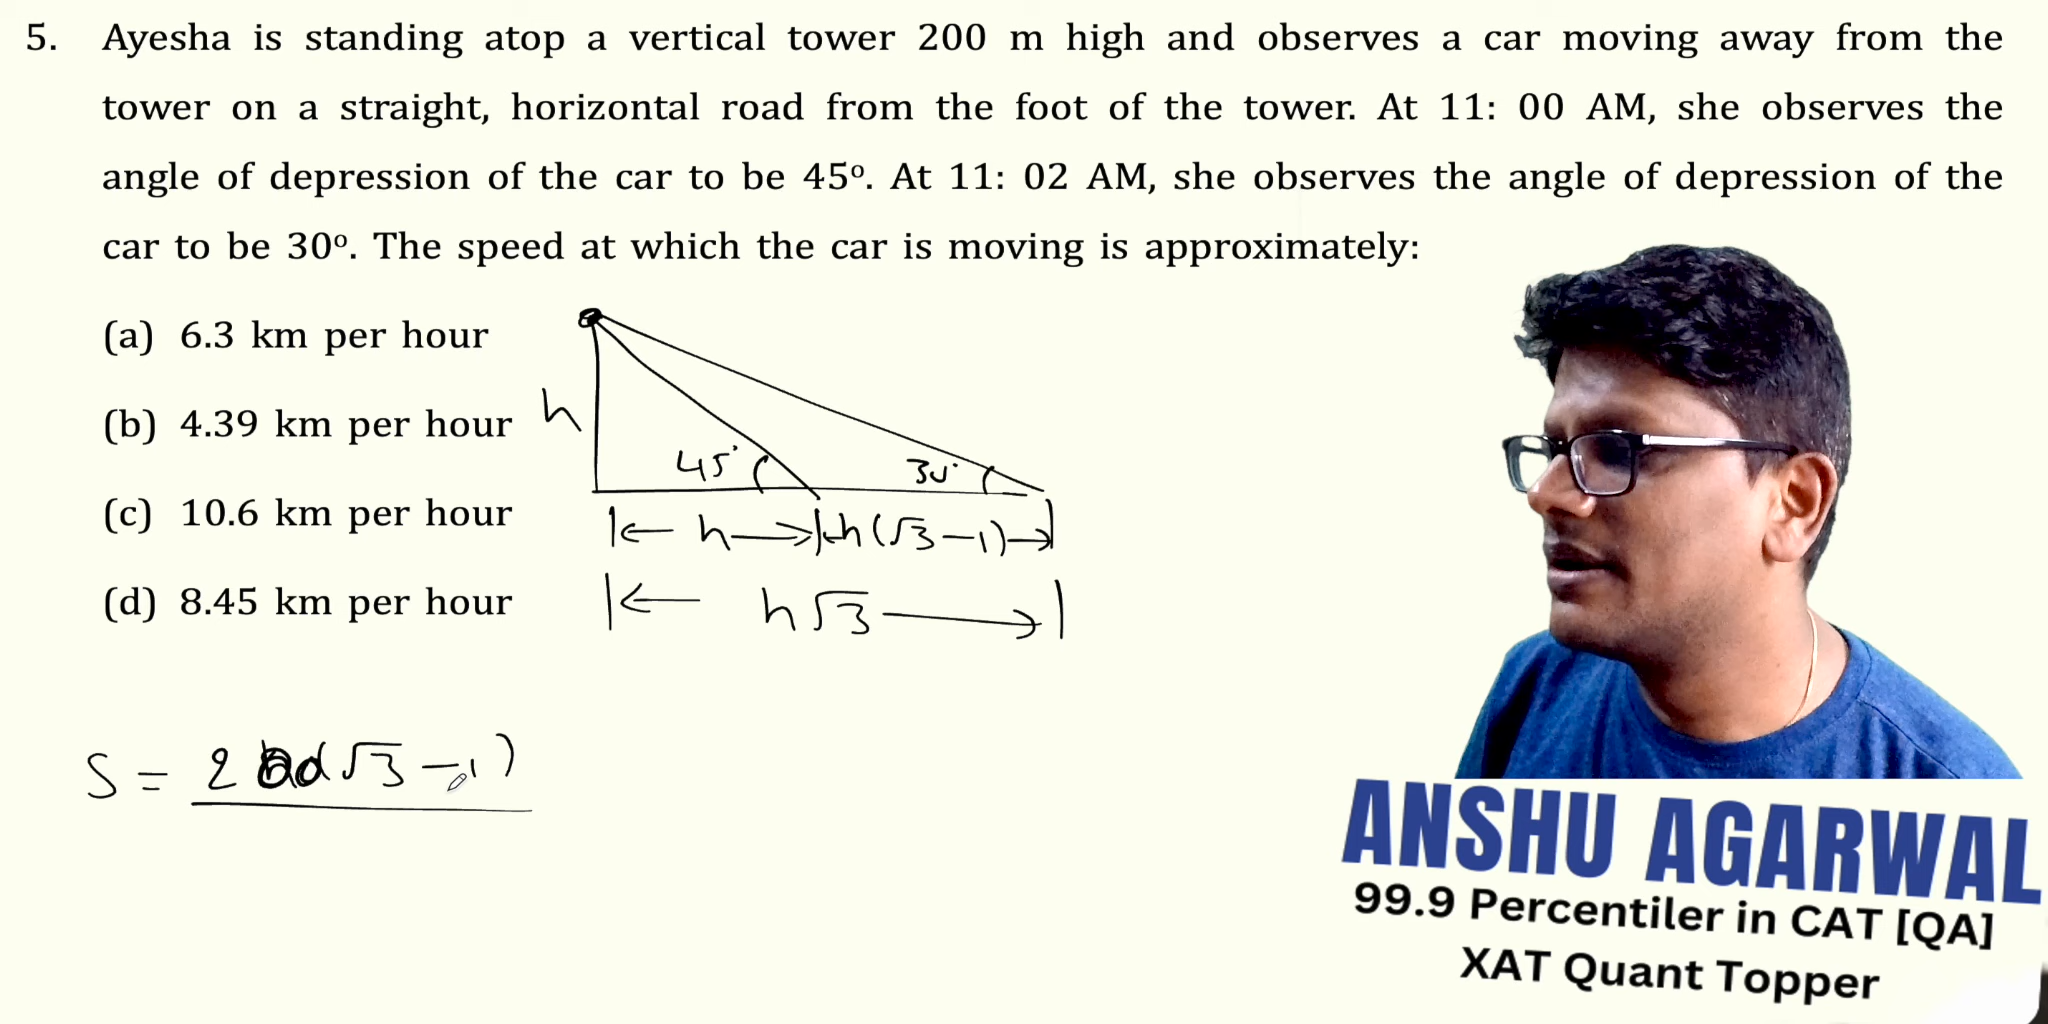 5. Ayesha is standing atop a vertical tower 200 m high and observes a car moving away from the
tower on a straight, horizontal road from the foot of the tower. At 11: 00 AM, she observes the
angle of depression of the car to be 45°. At 11: 02 AM, she observes the angle of depression of the
car to be 30°. The speed at which the car is moving is approximately:
(a) 6.3 km per hour
(b) 4.39 km per hour
(c) 10.6 km per hour
(d) 8.45 km per hour
h
45° 30°
h h(√3-1)
h√3
S = 200(√3-1)
ANSHU AGARWAL
99.9 Percentiler in CAT [QA]
XAT Quant Topper